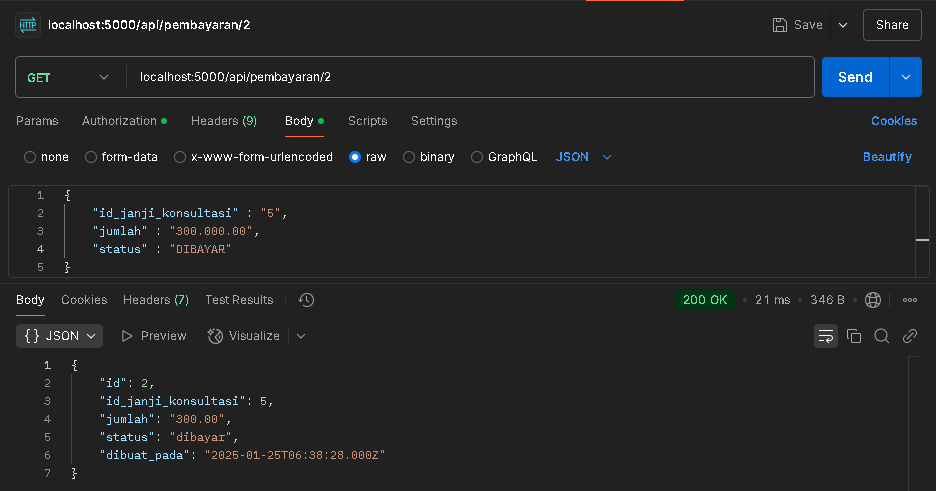 HTTP localhost:5000/api/pembayaran/2 Save Share
GET localhost:5000/api/pembayaran/2 Send
Params Authorization Headers (9) Body Scripts Settings Cookies
none form-data x-www-form-urlencoded raw binary GraphQL JSON Beautify
1 {
2 "id_janji_konsultasi" : "5",
3 "jumlah" : "300.000.00",
4 "status" : "DIBAYAR"
5 }
Body Cookies Headers (7) Test Results 200 OK • 21 ms • 346 B •
{} JSON Preview Visualize
1 {
2 "id": 2,
3 "id_janji_konsultasi": 5,
4 "jumlah": "300.00",
5 "status": "dibayar",
6 "dibuat_pada": "2025-01-25T06:38:28.000Z"
7 }